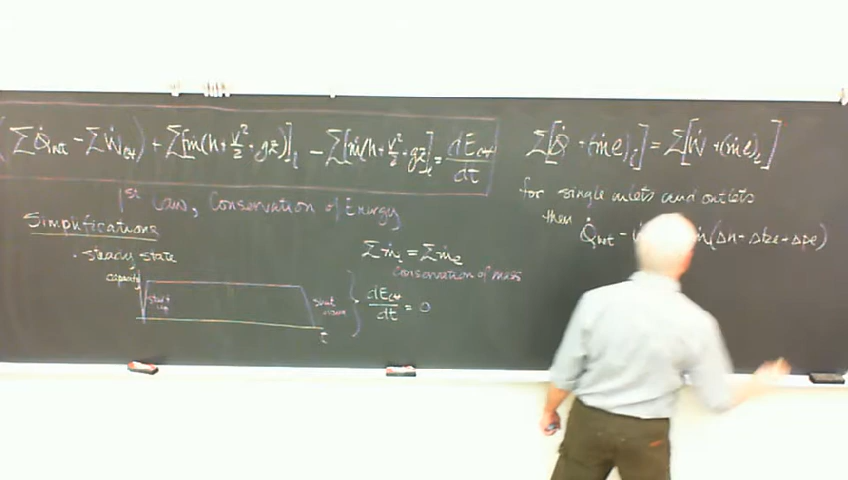 (ΣQ̇net − ΣẆCV) + Σ[ṁ(h + V²/2 + gz)]i − Σ[ṁ(h + V²/2 + gz)]e = dECV/dt
1st Law, Conservation of Energy
Simplifications
· Steady state
capacity
start up
shut down
t
Σṁi = Σṁe
Conservation of mass
} dECV/dt = 0
Σ[Q̇ + (ṁe)i] = Σ[Ẇ + (ṁe)e]
for single inlets and outlets
then Q̇net − (Δh + Δke + Δpe)